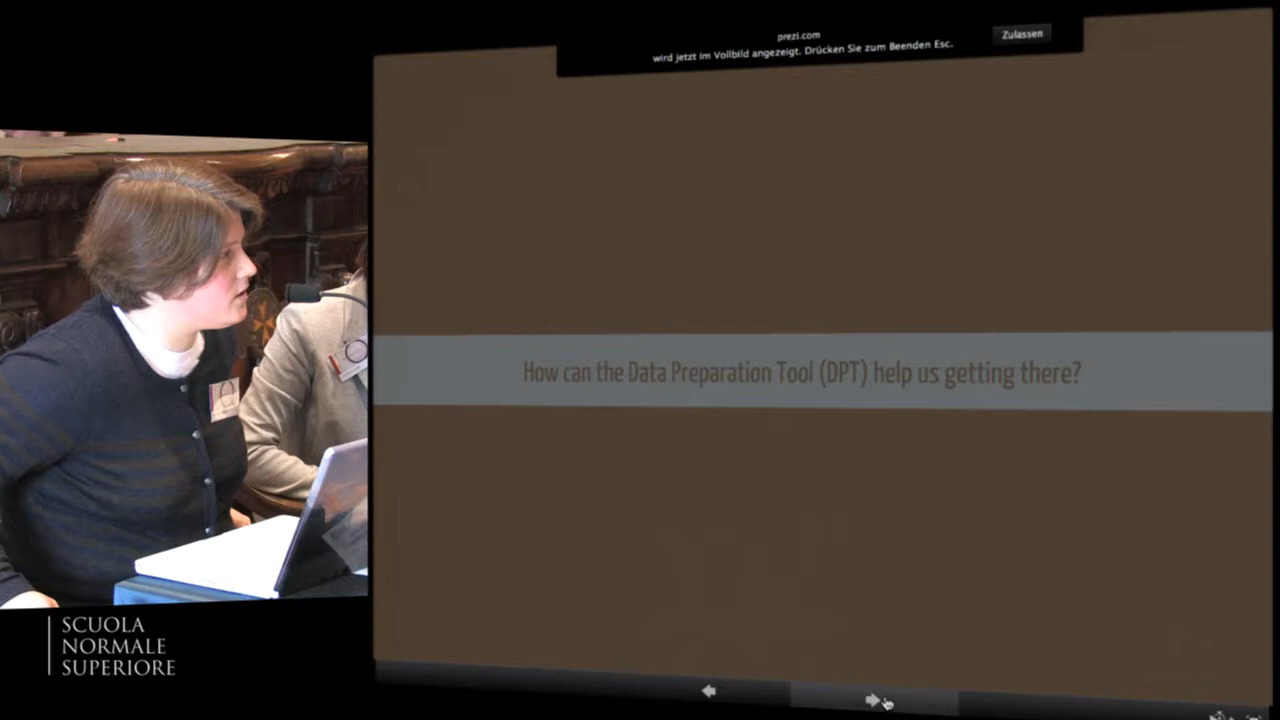 prezi.com
wird jetzt im Vollbild angezeigt. Drücken Sie zum Beenden Esc.
Zulassen
How can the Data Preparation Tool (DPT) help us getting there?
SCUOLA
NORMALE
SUPERIORE